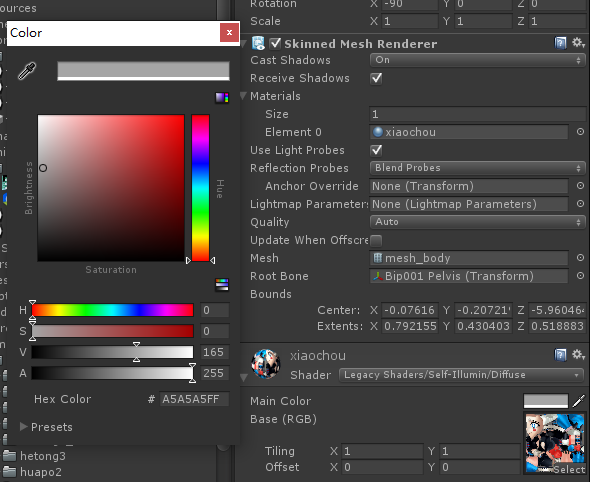 ources
Color
x
Brightness
Hue
Saturation
H 0
S 0
V 165
A 255
Hex Color # A5A5A5FF
Presets
hetong3
huapo2
Rotation X -90 Y 0 Z 0
Scale X 1 Y 1 Z 1
Skinned Mesh Renderer
Cast Shadows On
Receive Shadows
Materials
Size 1
Element 0 xiaochou
Use Light Probes
Reflection Probes Blend Probes
Anchor Override None (Transform)
Lightmap Parameters None (Lightmap Parameters)
Quality Auto
Update When Offscre
Mesh mesh_body
Root Bone Bip001 Pelvis (Transform)
Bounds
Center: X -0.07616 Y -0.20721 Z -5.96046
Extents: X 0.792155 Y 0.430403 Z 0.518883
xiaochou
Shader Legacy Shaders/Self-Illumin/Diffuse
Main Color
Base (RGB)
Tiling X 1 Y 1
Offset X 0 Y 0
Select